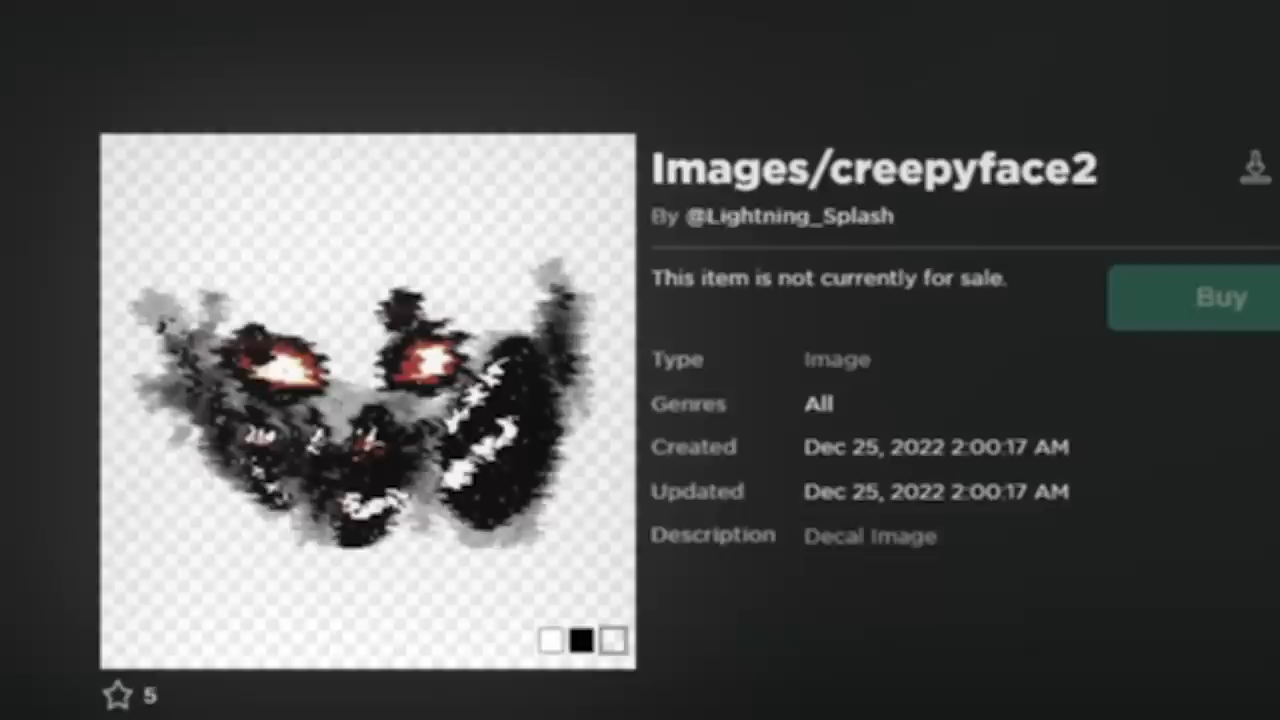 Images/creepyface2
By @Lightning_Splash
This item is not currently for sale.
Buy
Type Image
Genres All
Created Dec 25, 2022 2:00:17 AM
Updated Dec 25, 2022 2:00:17 AM
Description Decal Image
5